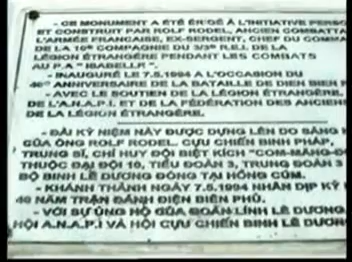 - CE MONUMENT A ÉTÉ ÉRIGÉ À L'INITIATIVE
ET CONSTRUIT PAR ROLF RODEL, ANCIEN
L'ARMÉE FRANÇAISE, EX-SERGENT, CHEF DU
DE LA 10e COMPAGNIE DU 3/3e R.E.I. DE LA
LÉGION ÉTRANGÈRE PENDANT LES COMBATS
AU P.A " ISABELLE ".
- INAUGURÉ LE 7.5.1994 A L'OCCASION DU
40e ANNIVERSAIRE DE LA BATAILLE DE DIEN BIEN
- AVEC LE SOUTIEN DE LA LÉGION ÉTRANGÈRE,
DE L'A.N.A.P.I. ET DE LA FÉDÉRATION DES ANCIENS
DE LA LÉGION ÉTRANGÈRE.
- ĐÀI KỶ NIỆM NÀY ĐƯỢC DỰNG LÊN DO SÁNG
CỦA ÔNG ROLF RODEL. CỰU CHIẾN BINH PHÁP,
TRUNG SĨ, CHỈ HUY ĐỘI BIỆT KÍCH
THUỘC ĐẠI ĐỘI 10, TIỂU ĐOÀN 3, TRUNG ĐOÀN 3
BỘ BINH LÊ DƯƠNG ĐÓNG TẠI HỒNG CÚM.
- KHÁNH THÀNH NGÀY 7.5.1994 NHÂN DỊP KỶ
40 NĂM TRẬN ĐÁNH ĐIỆN BIÊN PHỦ.
- VỚI SỰ ỦNG HỘ CỦA ĐOÀN LÍNH LÊ DƯƠNG
HỘI A.N.A.P.I VÀ HỘI CỰU CHIẾN BINH LÊ DƯƠNG